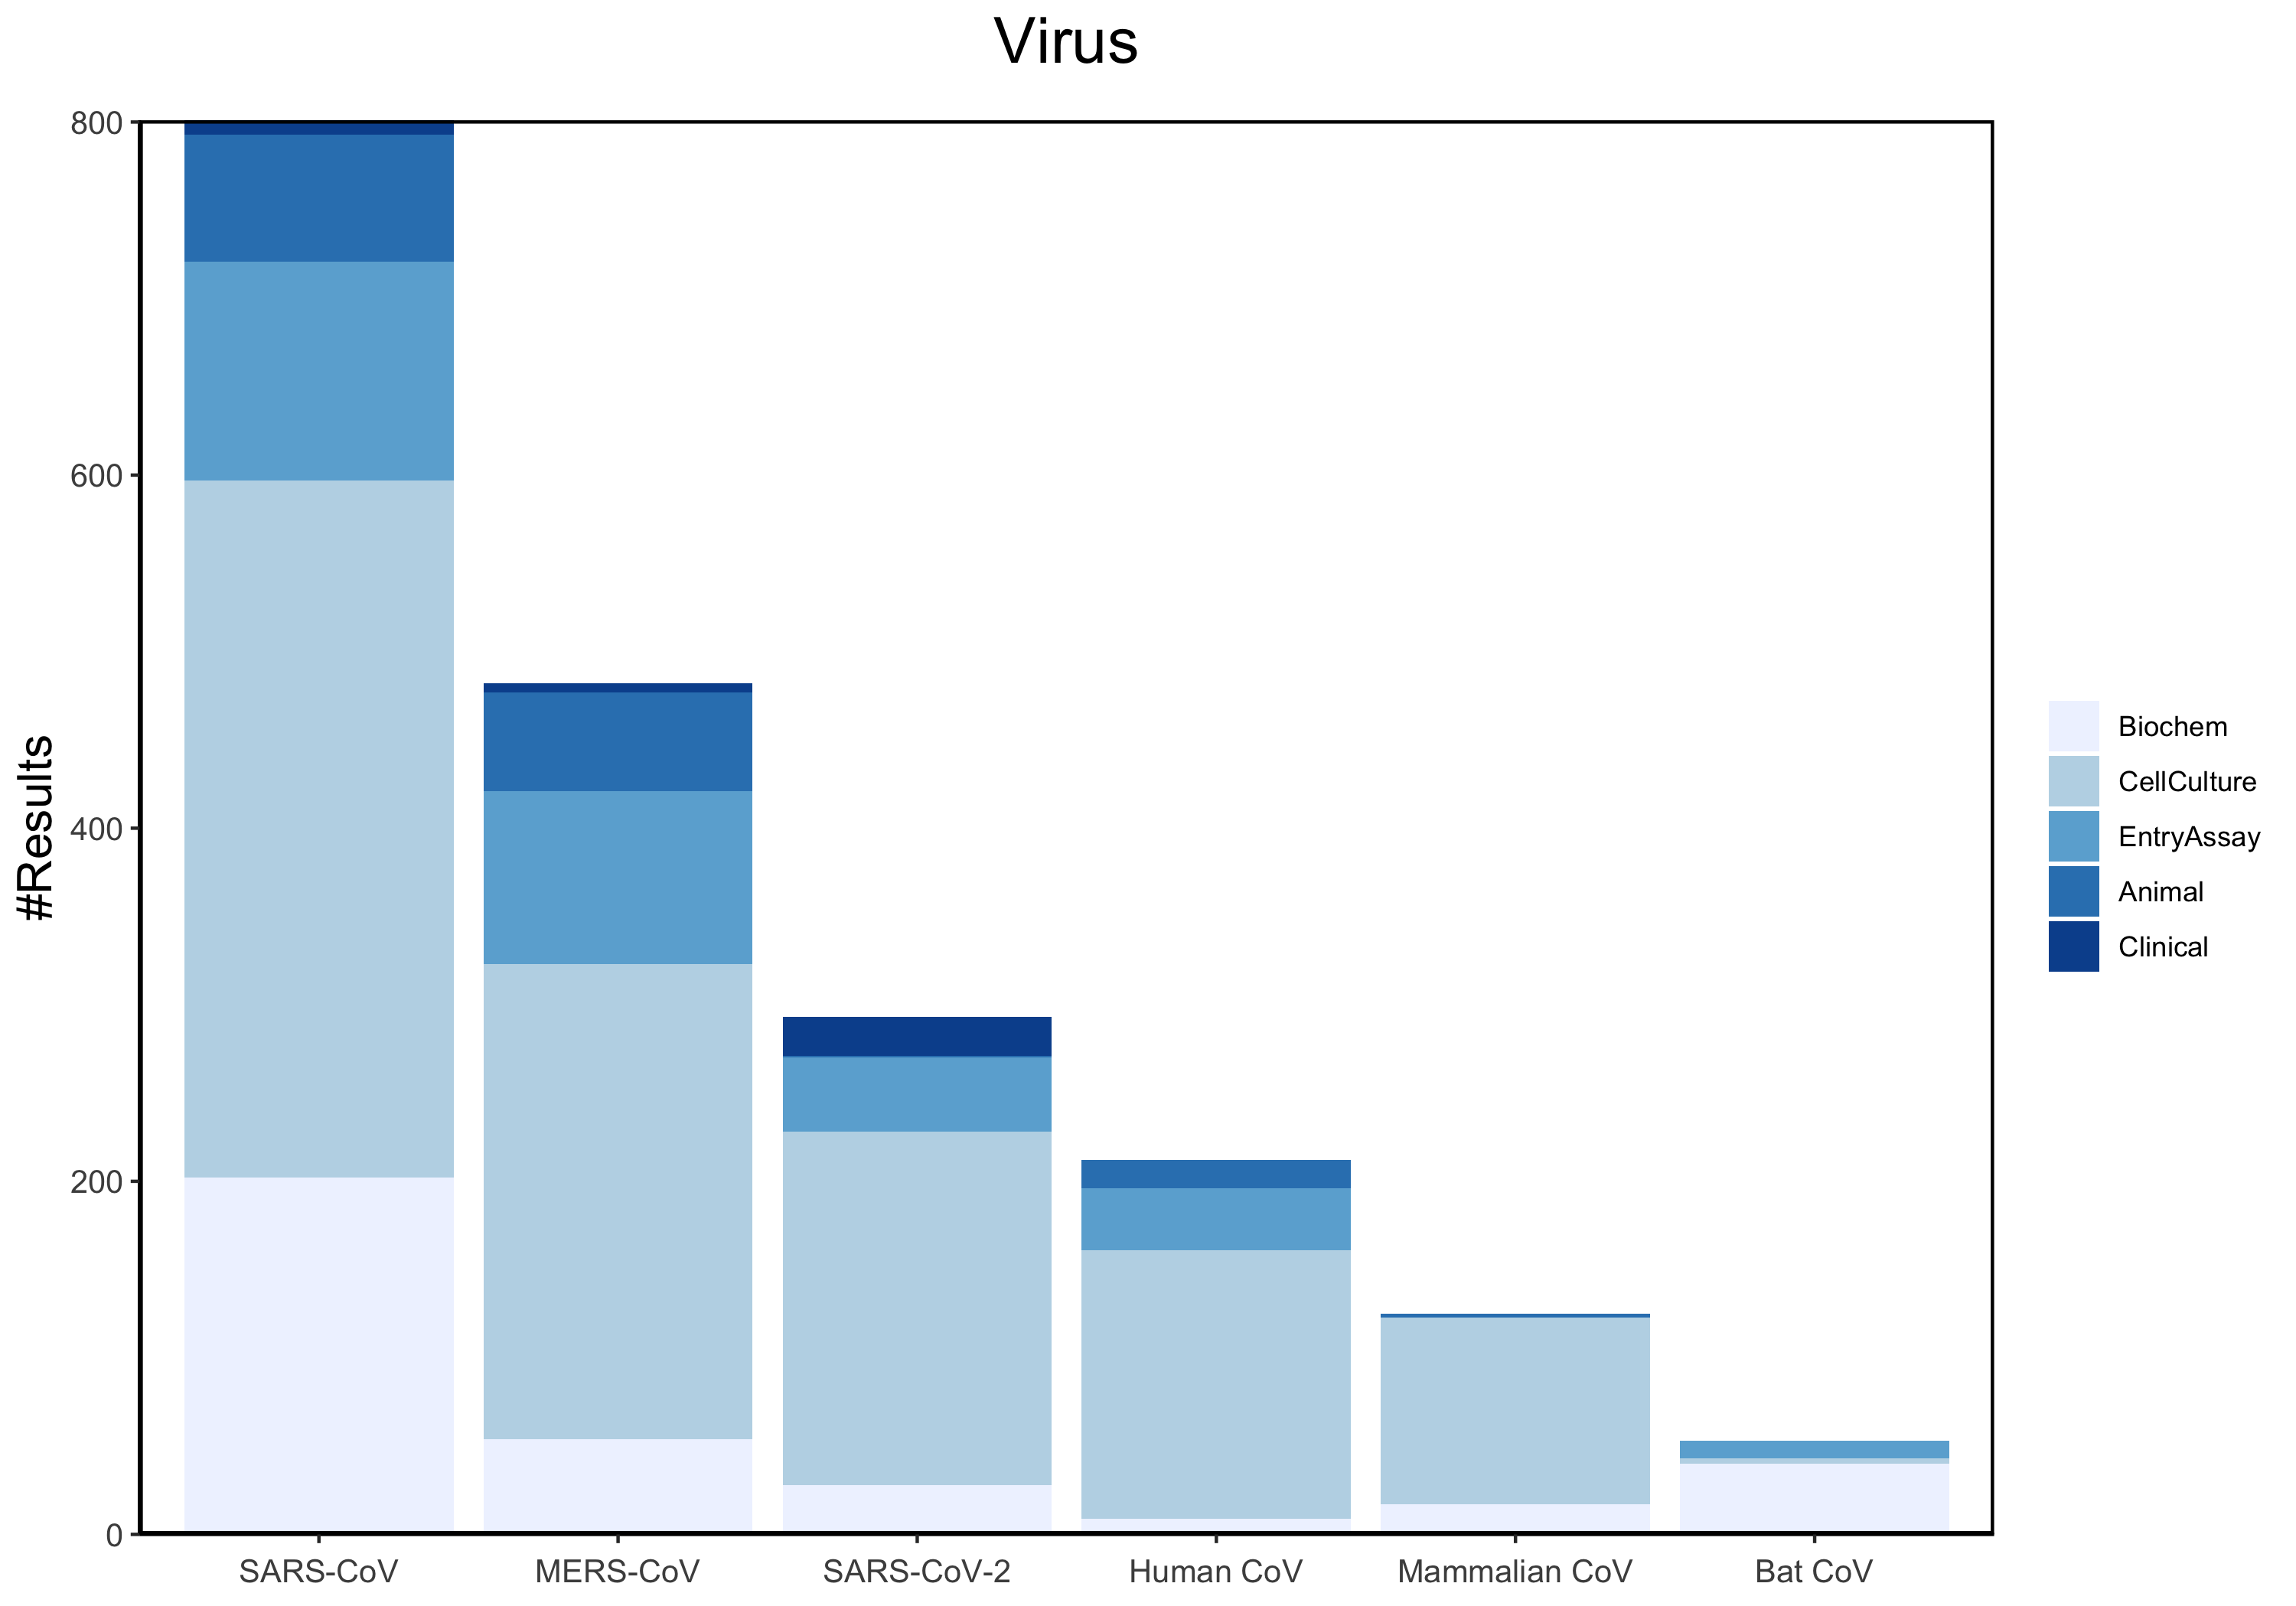 Virus
#Results
800
600
400
200
0
SARS-CoV
MERS-CoV
SARS-CoV-2
Human CoV
Mammalian CoV
Bat CoV
Biochem
CellCulture
EntryAssay
Animal
Clinical